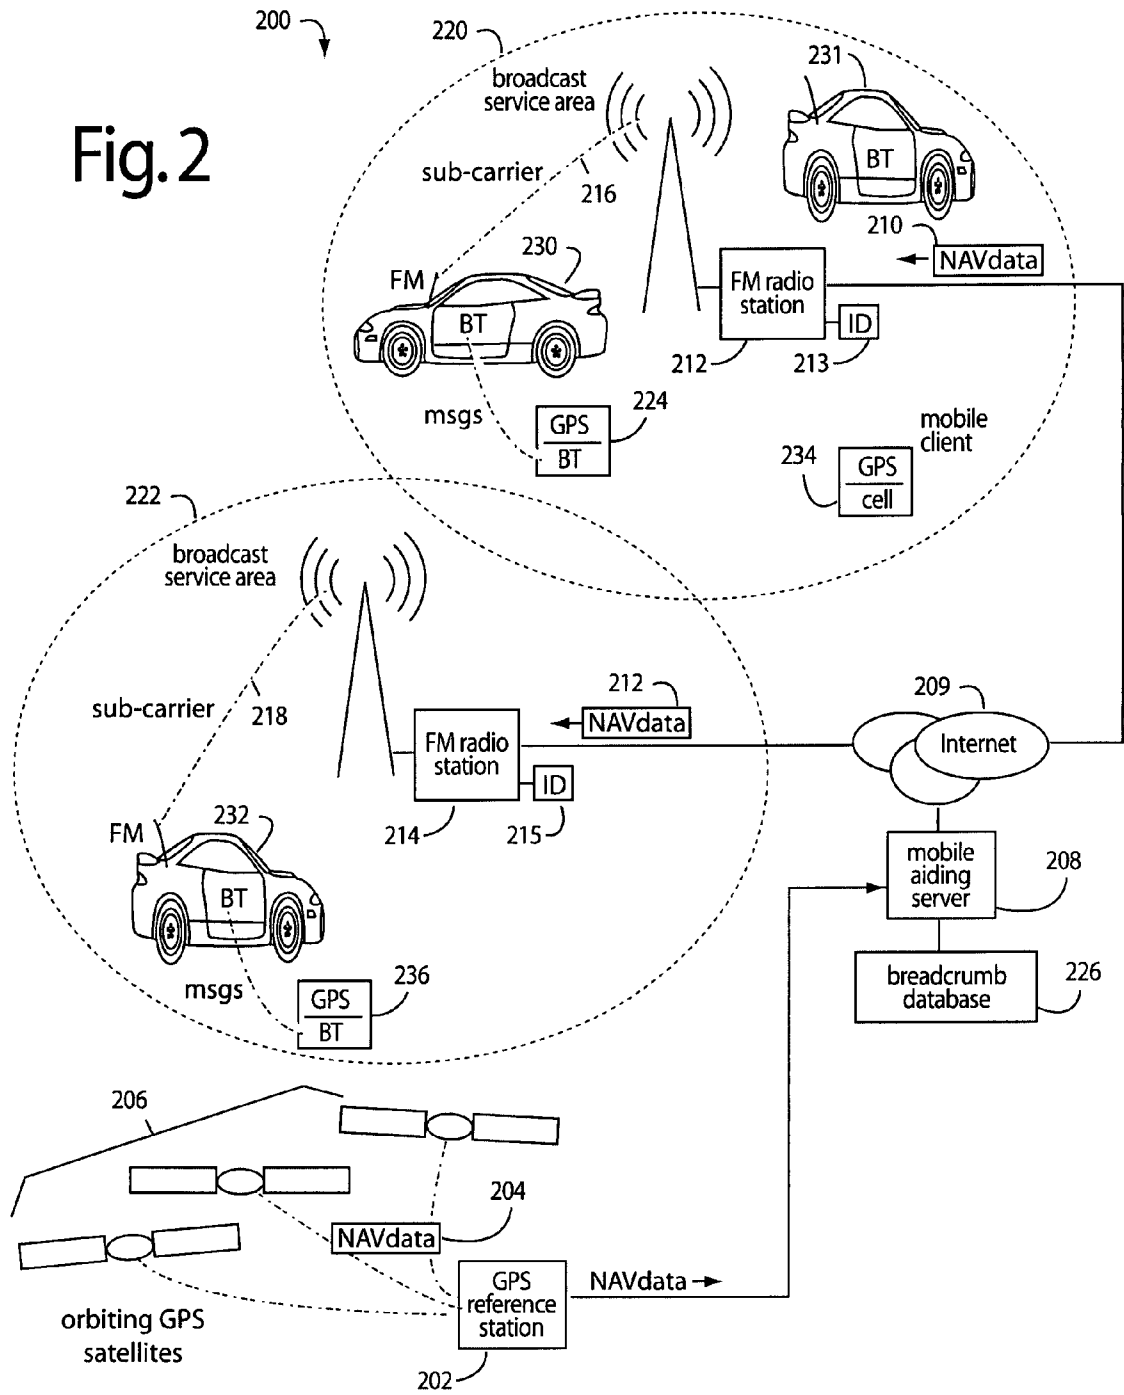 200
220
231
broadcast
service area
Fig.2
sub-carrier
216
BT
210
NAVdata
230
FM
BT
FM radio
station
ID
212
213
msgs
224
GPS
BT
mobile
client
234
GPS
cell
222
broadcast
service area
sub-carrier
218
212
NAVdata
209
Internet
FM radio
station
ID
214
215
FM
232
BT
mobile
aiding
server
208
msgs
236
GPS
BT
breadcrumb
database
226
206
204
NAVdata
GPS
reference
station
NAVdata
orbiting GPS
satellites
202